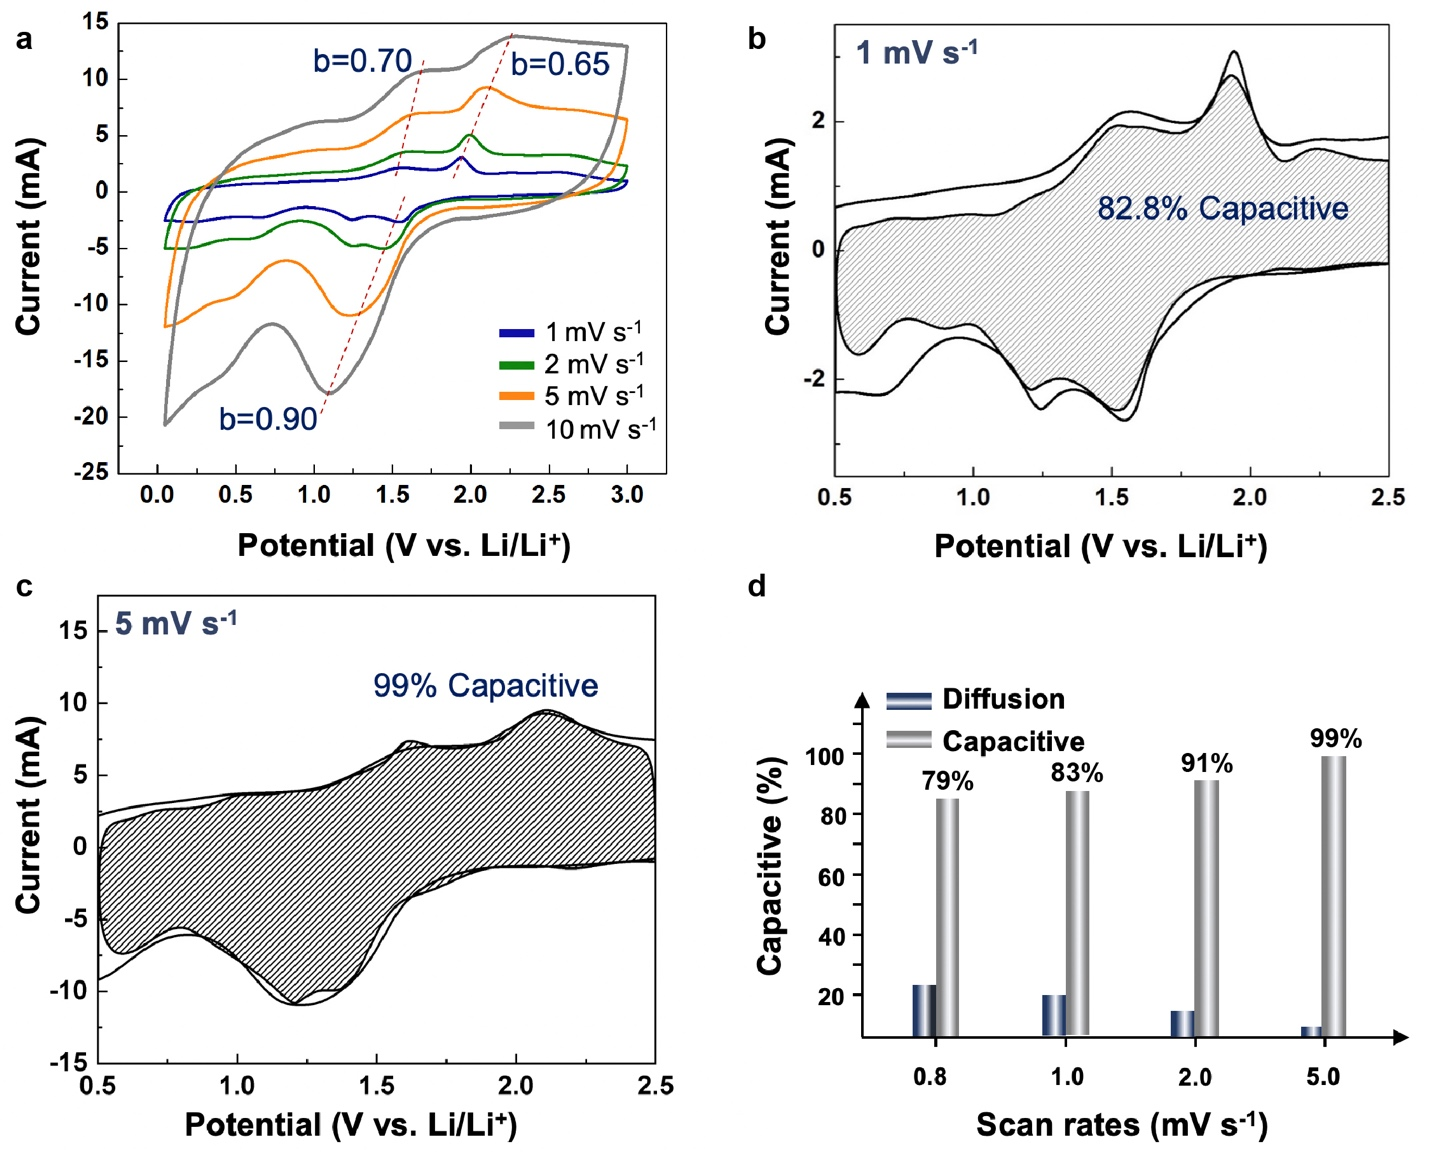 a
15
10
5
0
-5
-10
-15
-20
-25
b=0.70
b=0.65
b=0.90
1 mV s-1
2 mV s-1
5 mV s-1
10 mV s-1
0.0 0.5 1.0 1.5 2.0 2.5 3.0
Current (mA)
Potential (V vs. Li/Li+)
b
1 mV s-1
2
0
-2
82.8% Capacitive
0.5 1.0 1.5 2.0 2.5
Current (mA)
Potential (V vs. Li/Li+)
c
5 mV s-1
99% Capacitive
15
10
5
0
-5
-10
-15
0.5 1.0 1.5 2.0 2.5
Current (mA)
Potential (V vs. Li/Li+)
d
Diffusion
Capacitive
79% 83% 91% 99%
100
80
60
40
20
0.8 1.0 2.0 5.0
Capacitive (%)
Scan rates (mV s-1)